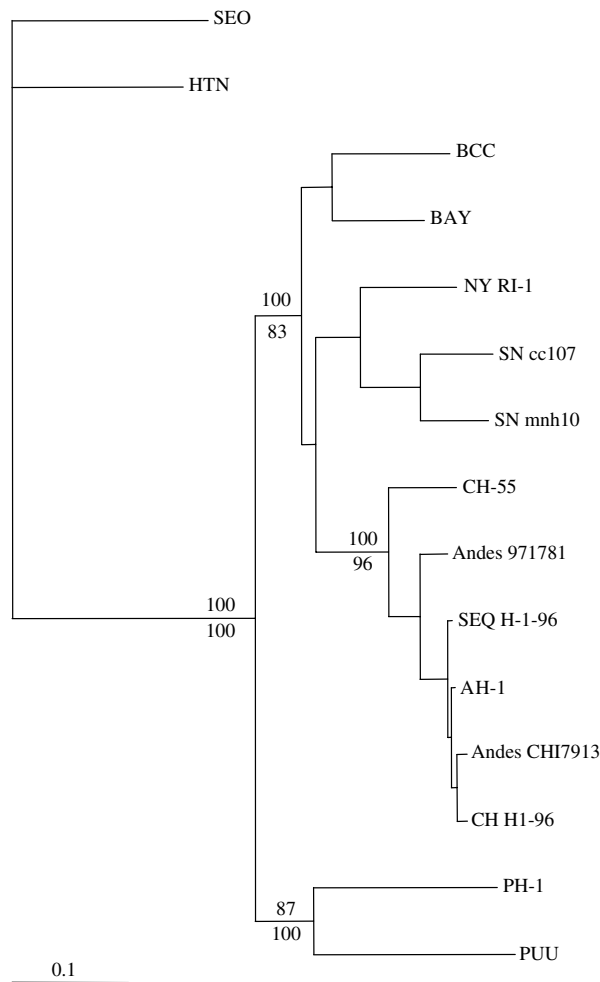 SEO
HTN
BCC
BAY
NY RI-1
100
83
SN cc107
SN mnh10
CH-55
100
96
Andes 971781
100
100
SEQ H-1-96
AH-1
Andes CHI7913
CH H1-96
PH-1
87
100
PUU
0.1